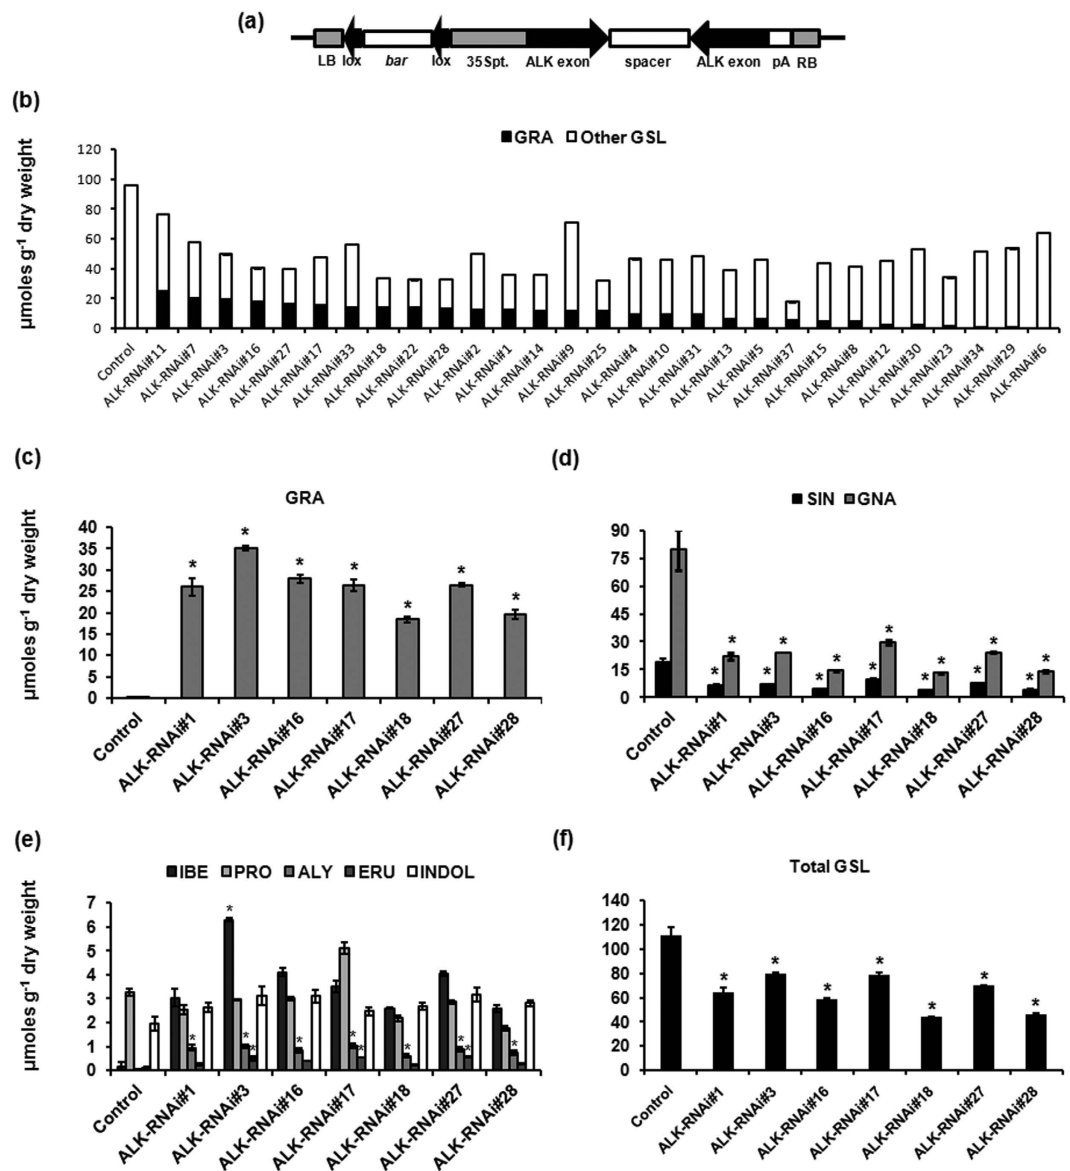 (a)
LB lox bar lox 35Spt. ALK exon spacer ALK exon pA RB
(b)
GRA Other GSL
µmoles g-1 dry weight
120
100
80
60
40
20
0
Control
ALK-RNAi#11
ALK-RNAi#7
ALK-RNAi#3
ALK-RNAi#16
ALK-RNAi#27
ALK-RNAi#17
ALK-RNAi#33
ALK-RNAi#18
ALK-RNAi#22
ALK-RNAi#28
ALK-RNAi#2
ALK-RNAi#1
ALK-RNAi#14
ALK-RNAi#9
ALK-RNAi#25
ALK-RNAi#4
ALK-RNAi#10
ALK-RNAi#31
ALK-RNAi#13
ALK-RNAi#5
ALK-RNAi#37
ALK-RNAi#15
ALK-RNAi#8
ALK-RNAi#12
ALK-RNAi#30
ALK-RNAi#23
ALK-RNAi#34
ALK-RNAi#29
ALK-RNAi#6
(c)
GRA
µmoles g-1 dry weight
40
35
30
25
20
15
10
5
0
* * * * * * *
Control
ALK-RNAi#1
ALK-RNAi#3
ALK-RNAi#16
ALK-RNAi#17
ALK-RNAi#18
ALK-RNAi#27
ALK-RNAi#28
(d)
SIN GNA
90
75
60
45
30
15
0
* * * * * * * * * * * * * *
Control
ALK-RNAi#1
ALK-RNAi#3
ALK-RNAi#16
ALK-RNAi#17
ALK-RNAi#18
ALK-RNAi#27
ALK-RNAi#28
(e)
IBE PRO ALY ERU INDOL
µmoles g-1 dry weight
7
6
5
4
3
2
1
0
* * * * * * * * * * *
Control
ALK-RNAi#1
ALK-RNAi#3
ALK-RNAi#16
ALK-RNAi#17
ALK-RNAi#18
ALK-RNAi#27
ALK-RNAi#28
(f)
Total GSL
140
120
100
80
60
40
20
0
* * * * * * *
Control
ALK-RNAi#1
ALK-RNAi#3
ALK-RNAi#16
ALK-RNAi#17
ALK-RNAi#18
ALK-RNAi#27
ALK-RNAi#28